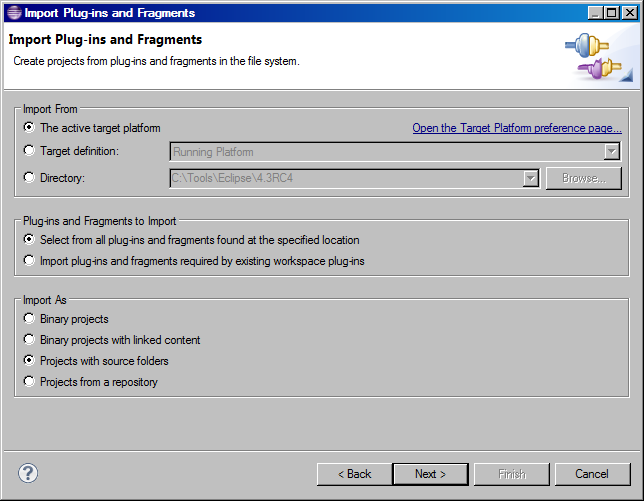 Import Plug-ins and Fragments
Import Plug-ins and Fragments
Create projects from plug-ins and fragments in the file system.
Import From
The active target platform
Open the Target Platform preference page...
Target definition:
Running Platform
Directory:
C:\Tools\Eclipse\4.3RC4
Browse...
Plug-ins and Fragments to Import
Select from all plug-ins and fragments found at the specified location
Import plug-ins and fragments required by existing workspace plug-ins
Import As
Binary projects
Binary projects with linked content
Projects with source folders
Projects from a repository
?
< Back
Next >
Finish
Cancel